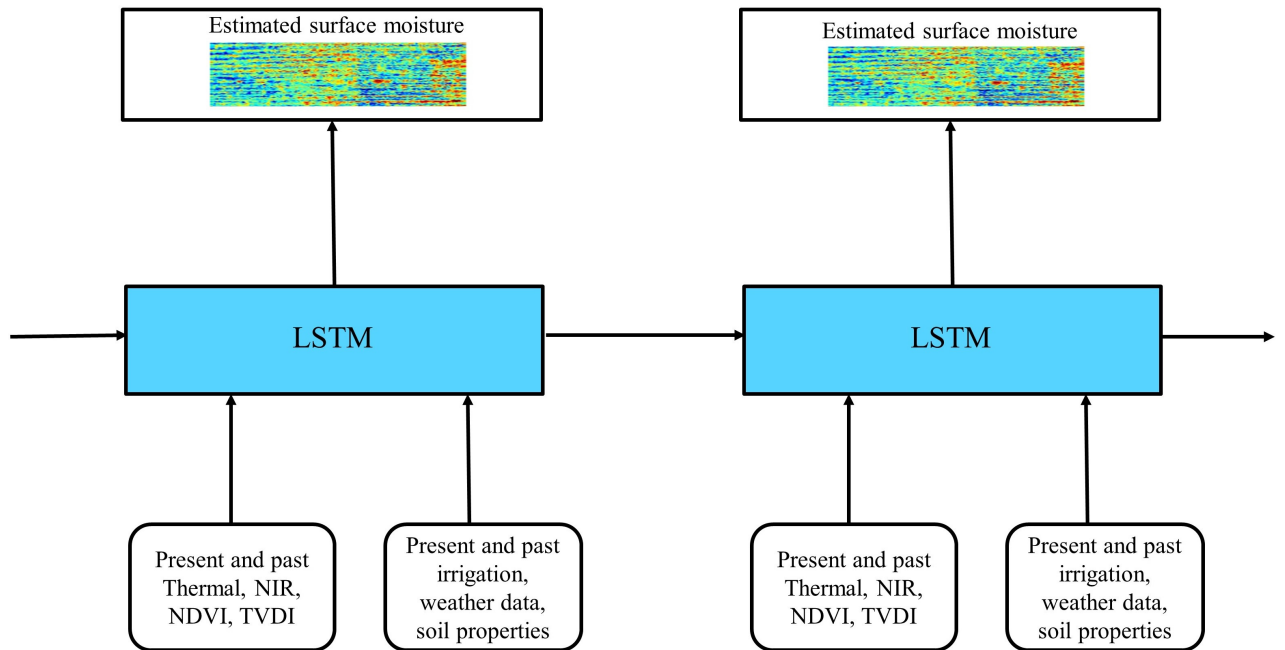 Estimated surface moisture
Estimated surface moisture
LSTM
LSTM
Present and past
Thermal, NIR,
NDVI, TVDI
Present and past
irrigation,
weather data,
soil properties
Present and past
Thermal, NIR,
NDVI, TVDI
Present and past
irrigation,
weather data,
soil properties